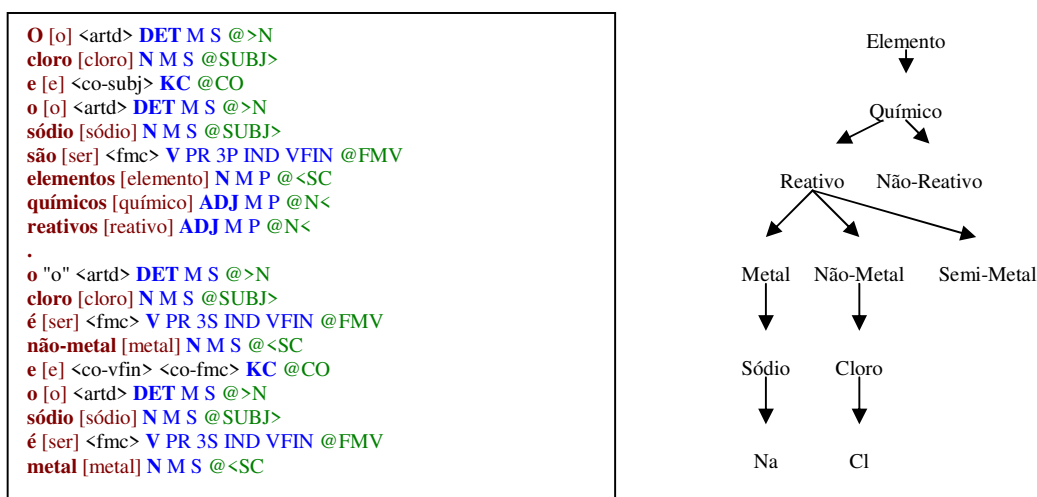 O [o] <artd> DET M S @>N
cloro [cloro] N M S @SUBJ>
e [e] <co-subj> KC @CO
o [o] <artd> DET M S @>N
sódio [sódio] N M S @SUBJ>
são [ser] <fmc> V PR 3P IND VFIN @FMV
elementos [elemento] N M P @<SC
químicos [químico] ADJ M P @N<
reativos [reativo] ADJ M P @N<
.
o "o" <artd> DET M S @>N
cloro [cloro] N M S @SUBJ>
é [ser] <fmc> V PR 3S IND VFIN @FMV
não-metal [metal] N M S @<SC
e [e] <co-vfin> <co-fmc> KC @CO
o [o] <artd> DET M S @>N
sódio [sódio] N M S @SUBJ>
é [ser] <fmc> V PR 3S IND VFIN @FMV
metal [metal] N M S @<SC
Elemento
Químico
Reativo Não-Reativo
Metal Não-Metal Semi-Metal
Sódio Cloro
Na Cl